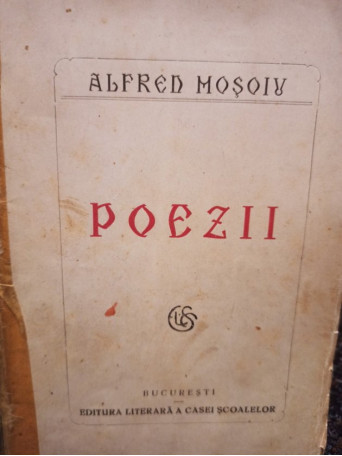 ALFRED MOȘOIU
POEZII
BUCUREȘTI
EDITURA LITERARĂ A CASEI ȘCOALELOR